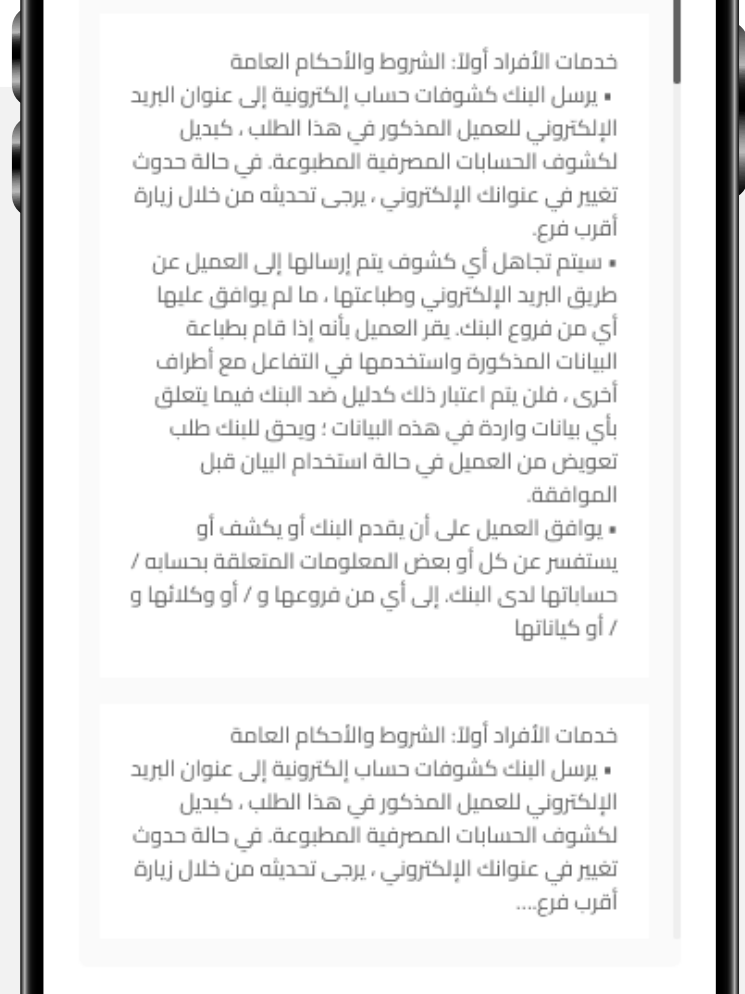 خدمات الأفراد أولاً: الشروط والأحكام العامة
• يرسل البنك كشوفات حساب إلكترونية إلى عنوان البريد
الإلكتروني للعميل المذكور في هذا الطلب ، كبديل
لكشوف الحسابات المصرفية المطبوعة. في حالة حدوث
تغيير في عنوانك الإلكتروني ، يرجى تحديثه من خلال زيارة
أقرب فرع.
• سيتم تجاهل أي كشوف يتم إرسالها إلى العميل عن
طريق البريد الإلكتروني وطباعتها ، ما لم يوافق عليها
أي من فروع البنك. يقر العميل بأنه إذا قام بطباعة
البيانات المذكورة واستخدمها في التفاعل مع أطراف
أخرى ، فلن يتم اعتبار ذلك كدليل ضد البنك فيما يتعلق
بأي بيانات واردة في هذه البيانات ؛ ويحق للبنك طلب
تعويض من العميل في حالة استخدام البيان قبل
الموافقة.
• يوافق العميل على أن يقدم البنك أو يكشف أو
يستفسر عن كل أو بعض المعلومات المتعلقة بحسابه /
حساباتها لدى البنك. إلى أي من فروعها و / أو وكلائها و
/ أو كياناتها
خدمات الأفراد أولاً: الشروط والأحكام العامة
• يرسل البنك كشوفات حساب إلكترونية إلى عنوان البريد
الإلكتروني للعميل المذكور في هذا الطلب ، كبديل
لكشوف الحسابات المصرفية المطبوعة. في حالة حدوث
تغيير في عنوانك الإلكتروني ، يرجى تحديثه من خلال زيارة
أقرب فرع....